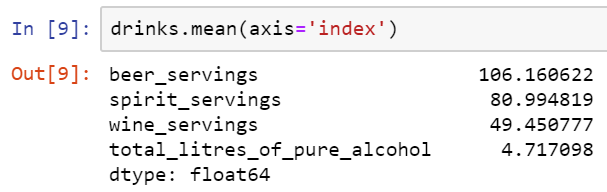 In [9]: drinks.mean(axis='index')
Out[9]: beer_servings 106.160622
spirit_servings 80.994819
wine_servings 49.450777
total_litres_of_pure_alcohol 4.717098
dtype: float64